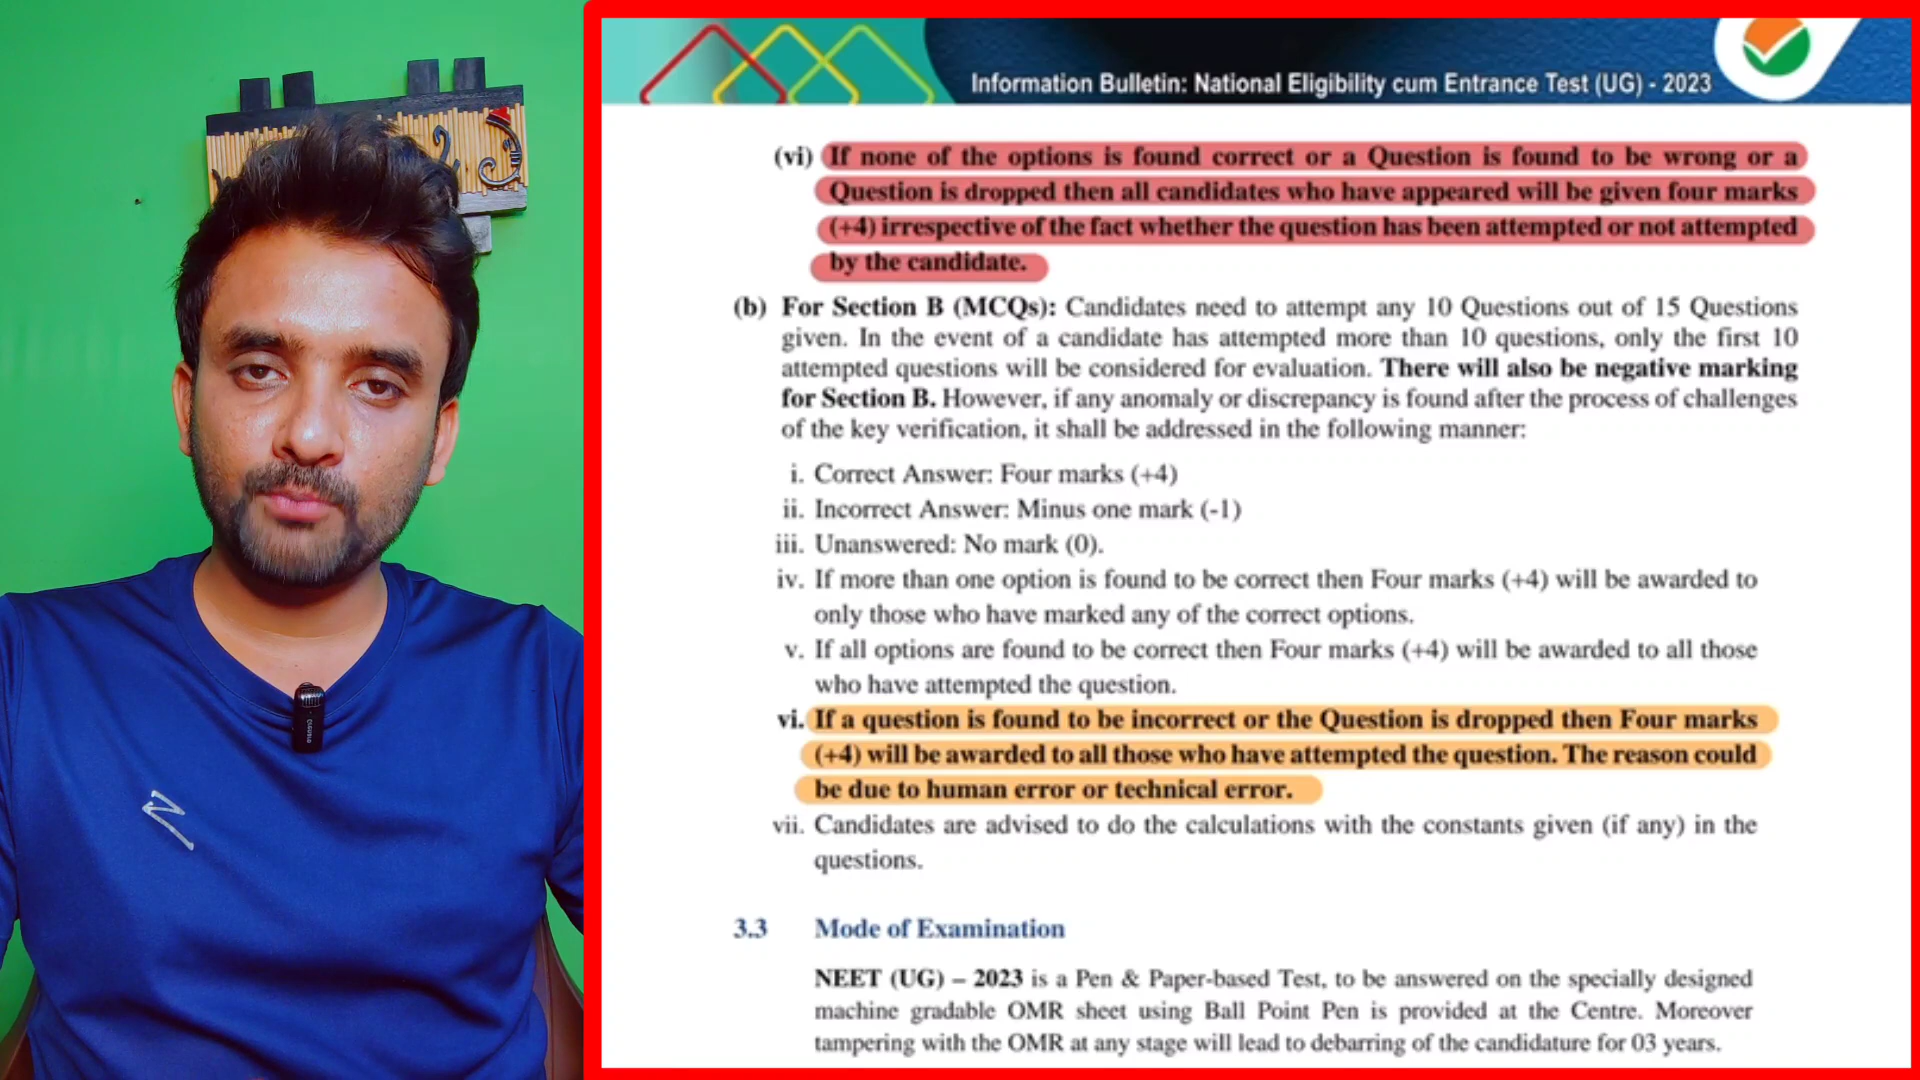 Information Bulletin: National Eligibility cum Entrance Test (UG) - 2023
(vi) If none of the options is found correct or a Question is found to be wrong or a
Question is dropped then all candidates who have appeared will be given four marks
(+4) irrespective of the fact whether the question has been attempted or not attempted
by the candidate.
(b) For Section B (MCQs): Candidates need to attempt any 10 Questions out of 15 Questions
given. In the event of a candidate has attempted more than 10 questions, only the first 10
attempted questions will be considered for evaluation. There will also be negative marking
for Section B. However, if any anomaly or discrepancy is found after the process of challenges
of the key verification, it shall be addressed in the following manner:
i. Correct Answer: Four marks (+4)
ii. Incorrect Answer: Minus one mark (-1)
iii. Unanswered: No mark (0).
iv. If more than one option is found to be correct then Four marks (+4) will be awarded to
only those who have marked any of the correct options.
v. If all options are found to be correct then Four marks (+4) will be awarded to all those
who have attempted the question.
vi. If a question is found to be incorrect or the Question is dropped then Four marks
(+4) will be awarded to all those who have attempted the question. The reason could
be due to human error or technical error.
vii. Candidates are advised to do the calculations with the constants given (if any) in the
questions.
3.3 Mode of Examination
NEET (UG) – 2023 is a Pen & Paper-based Test, to be answered on the specially designed
machine gradable OMR sheet using Ball Point Pen is provided at the Centre. Moreover
tampering with the OMR at any stage will lead to debarring of the candidature for 03 years.